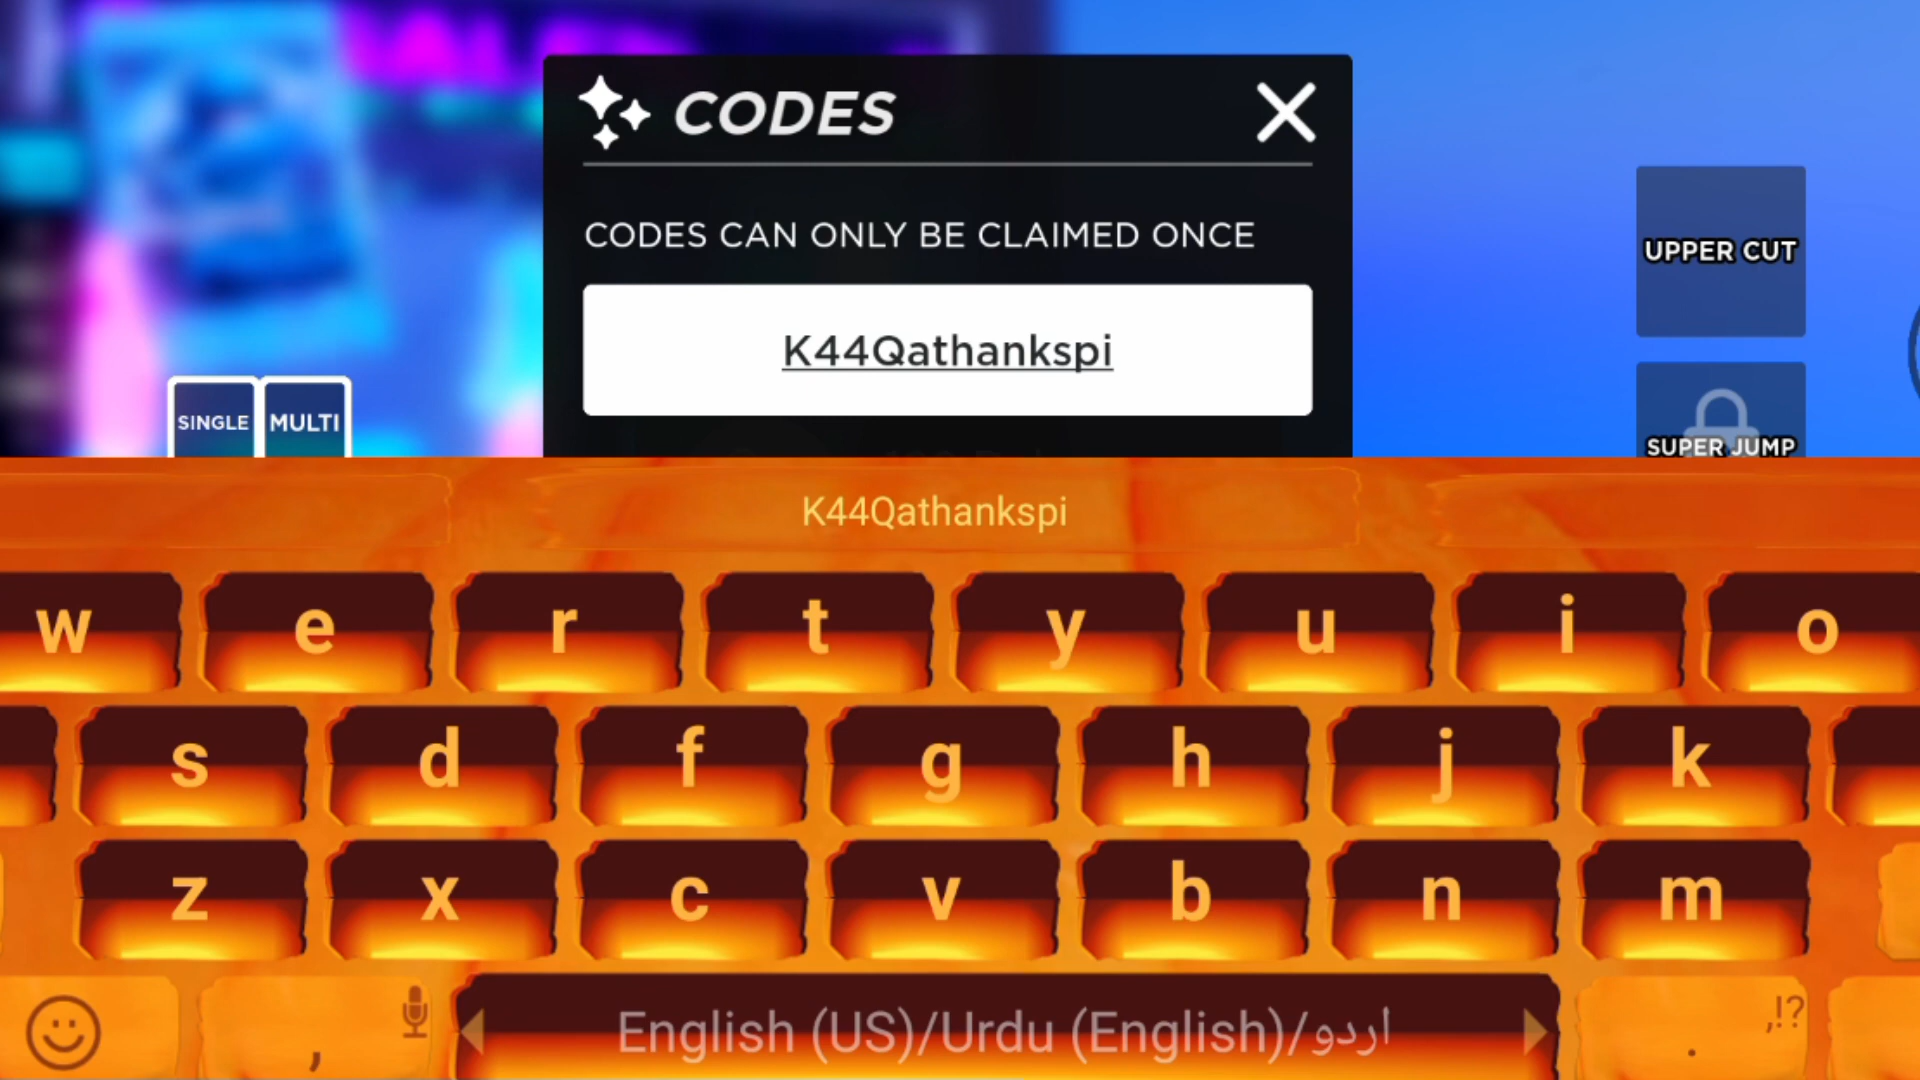 CODES
CODES CAN ONLY BE CLAIMED ONCE
K44Qathankspi
UPPER CUT
SINGLE MULTI
SUPER JUMP
K44Qathankspi
w e r t y u i o
s d f g h j k
z x c v b n m
, English (US)/Urdu (English)/اردو . ,!?